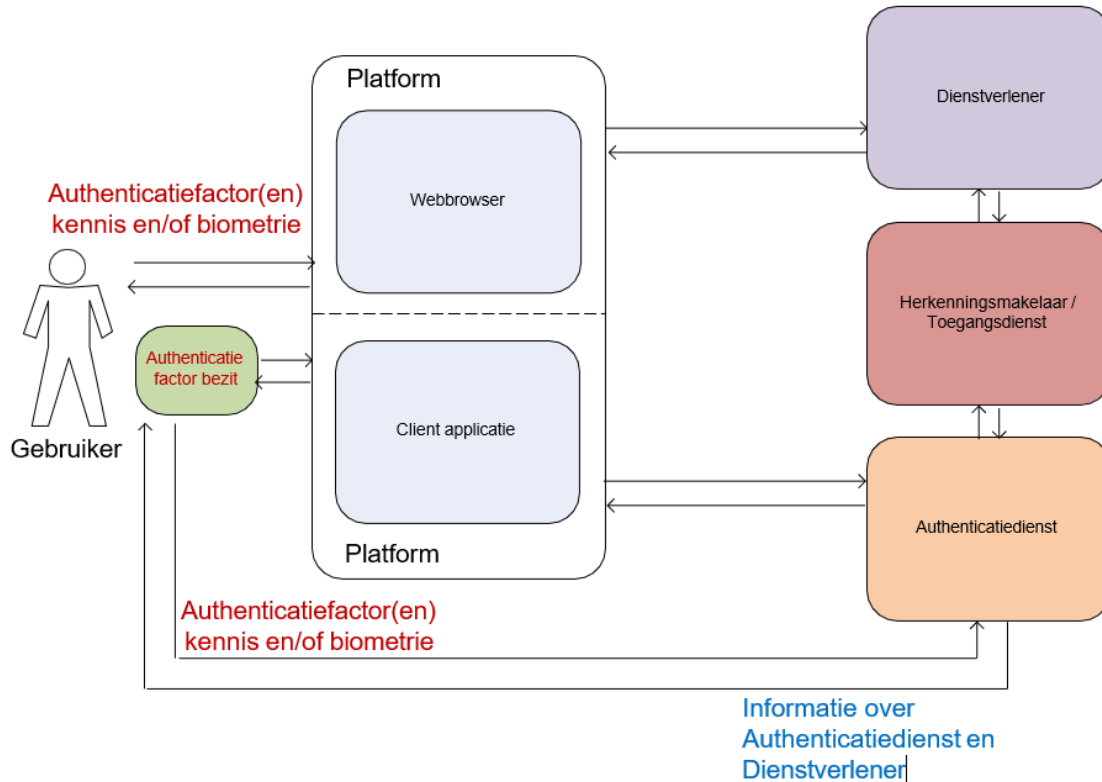 Platform
Dienstverlener
Webbrowser
Authenticatiefactor(en)
kennis en/of biometrie
Herkenningsmakelaar /
Toegangsdienst
Authenticatie
factor bezit
Client applicatie
Gebruiker
Authenticatiedienst
Platform
Authenticatiefactor(en)
kennis en/of biometrie
Informatie over
Authenticatiedienst en
Dienstverlener